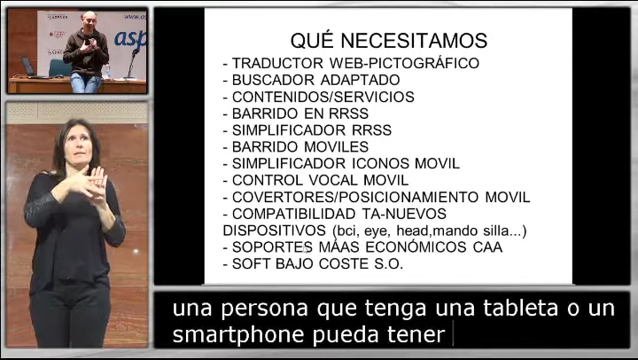 www.a
asp
QUÉ NECESITAMOS
- TRADUCTOR WEB-PICTOGRÁFICO
- BUSCADOR ADAPTADO
- CONTENIDOS/SERVICIOS
- BARRIDO EN RRSS
- SIMPLIFICADOR RRSS
- BARRIDO MOVILES
- SIMPLIFICADOR ICONOS MOVIL
- CONTROL VOCAL MOVIL
- COVERTORES/POSICIONAMIENTO MOVIL
- COMPATIBILIDAD TA-NUEVOS
DISPOSITIVOS (bci, eye, head,mando silla...)
- SOPORTES MÁAS ECONÓMICOS CAA
- SOFT BAJO COSTE S.O.
una persona que tenga una tableta o un
smartphone pueda tener